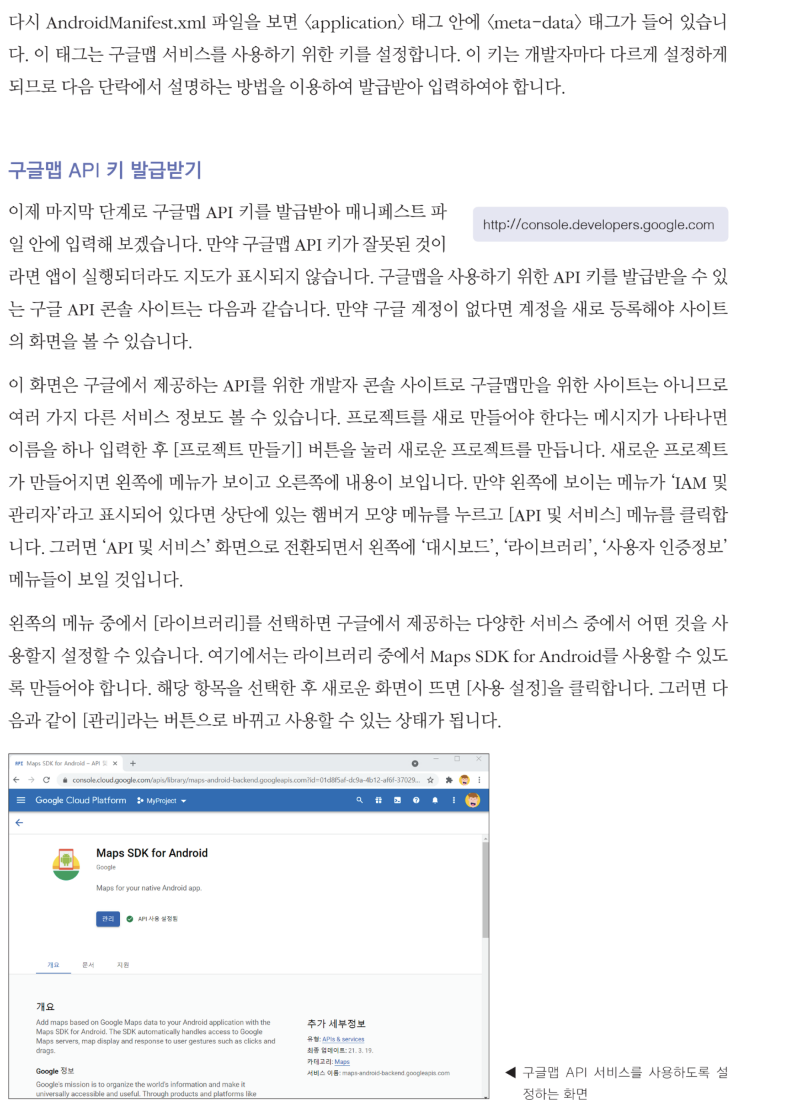 다시 AndroidManifest.xml 파일을 보면 〈application〉 태그 안에 〈meta-data〉 태그가 들어 있습니
다. 이 태그는 구글맵 서비스를 사용하기 위한 키를 설정합니다. 이 키는 개발자마다 다르게 설정하게
되므로 다음 단락에서 설명하는 방법을 이용하여 발급받아 입력하여야 합니다.
구글맵 API 키 발급받기
이제 마지막 단계로 구글맵 API 키를 발급받아 매니페스트 파
http://console.developers.google.com
일 안에 입력해 보겠습니다. 만약 구글맵 API 키가 잘못된 것이
라면 앱이 실행되더라도 지도가 표시되지 않습니다. 구글맵을 사용하기 위한 API 키를 발급받을 수 있
는 구글 API 콘솔 사이트는 다음과 같습니다. 만약 구글 계정이 없다면 계정을 새로 등록해야 사이트
의 화면을 볼 수 있습니다.
이 화면은 구글에서 제공하는 API를 위한 개발자 콘솔 사이트로 구글맵만을 위한 사이트는 아니므로
여러 가지 다른 서비스 정보도 볼 수 있습니다. 프로젝트를 새로 만들어야 한다는 메시지가 나타나면
이름을 하나 입력한 후 [프로젝트 만들기] 버튼을 눌러 새로운 프로젝트를 만듭니다. 새로운 프로젝트
가 만들어지면 왼쪽에 메뉴가 보이고 오른쪽에 내용이 보입니다. 만약 왼쪽에 보이는 메뉴가 ‘IAM 및
관리자’라고 표시되어 있다면 상단에 있는 햄버거 모양 메뉴를 누르고 [API 및 서비스] 메뉴를 클릭합
니다. 그러면 ‘API 및 서비스’ 화면으로 전환되면서 왼쪽에 ‘대시보드’, ‘라이브러리’, ‘사용자 인증정보’
메뉴들이 보일 것입니다.
왼쪽의 메뉴 중에서 [라이브러리]를 선택하면 구글에서 제공하는 다양한 서비스 중에서 어떤 것을 사
용할지 설정할 수 있습니다. 여기에서는 라이브러리 중에서 Maps SDK for Android를 사용할 수 있도
록 만들어야 합니다. 해당 항목을 선택한 후 새로운 화면이 뜨면 [사용 설정]을 클릭합니다. 그러면 다
음과 같이 [관리]라는 버튼으로 바뀌고 사용할 수 있는 상태가 됩니다.
Maps SDK for Android – API
console.cloud.google.com/apis/library/maps-android-backend.googleapis.com?id=01d8f5af-dc9a-4b12-af6f-37029...
Google Cloud Platform MyProject
Maps SDK for Android
Google
Maps for your native Android app.
관리 API 사용 설정됨
개요 문서 지원
개요
Add maps based on Google Maps data to your Android application with the
Maps SDK for Android. The SDK automatically handles access to Google
Maps servers, map display and response to user gestures such as clicks and
drags.
Google 정보
Google's mission is to organize the world's information and make it
universally accessible and useful. Through products and platforms like
추가 세부정보
유형: APIs & services
최종 업데이트: 21. 3. 19.
카테고리: Maps
서비스 이름: maps-android-backend.googleapis.com
◀ 구글맵 API 서비스를 사용하도록 설
정하는 화면